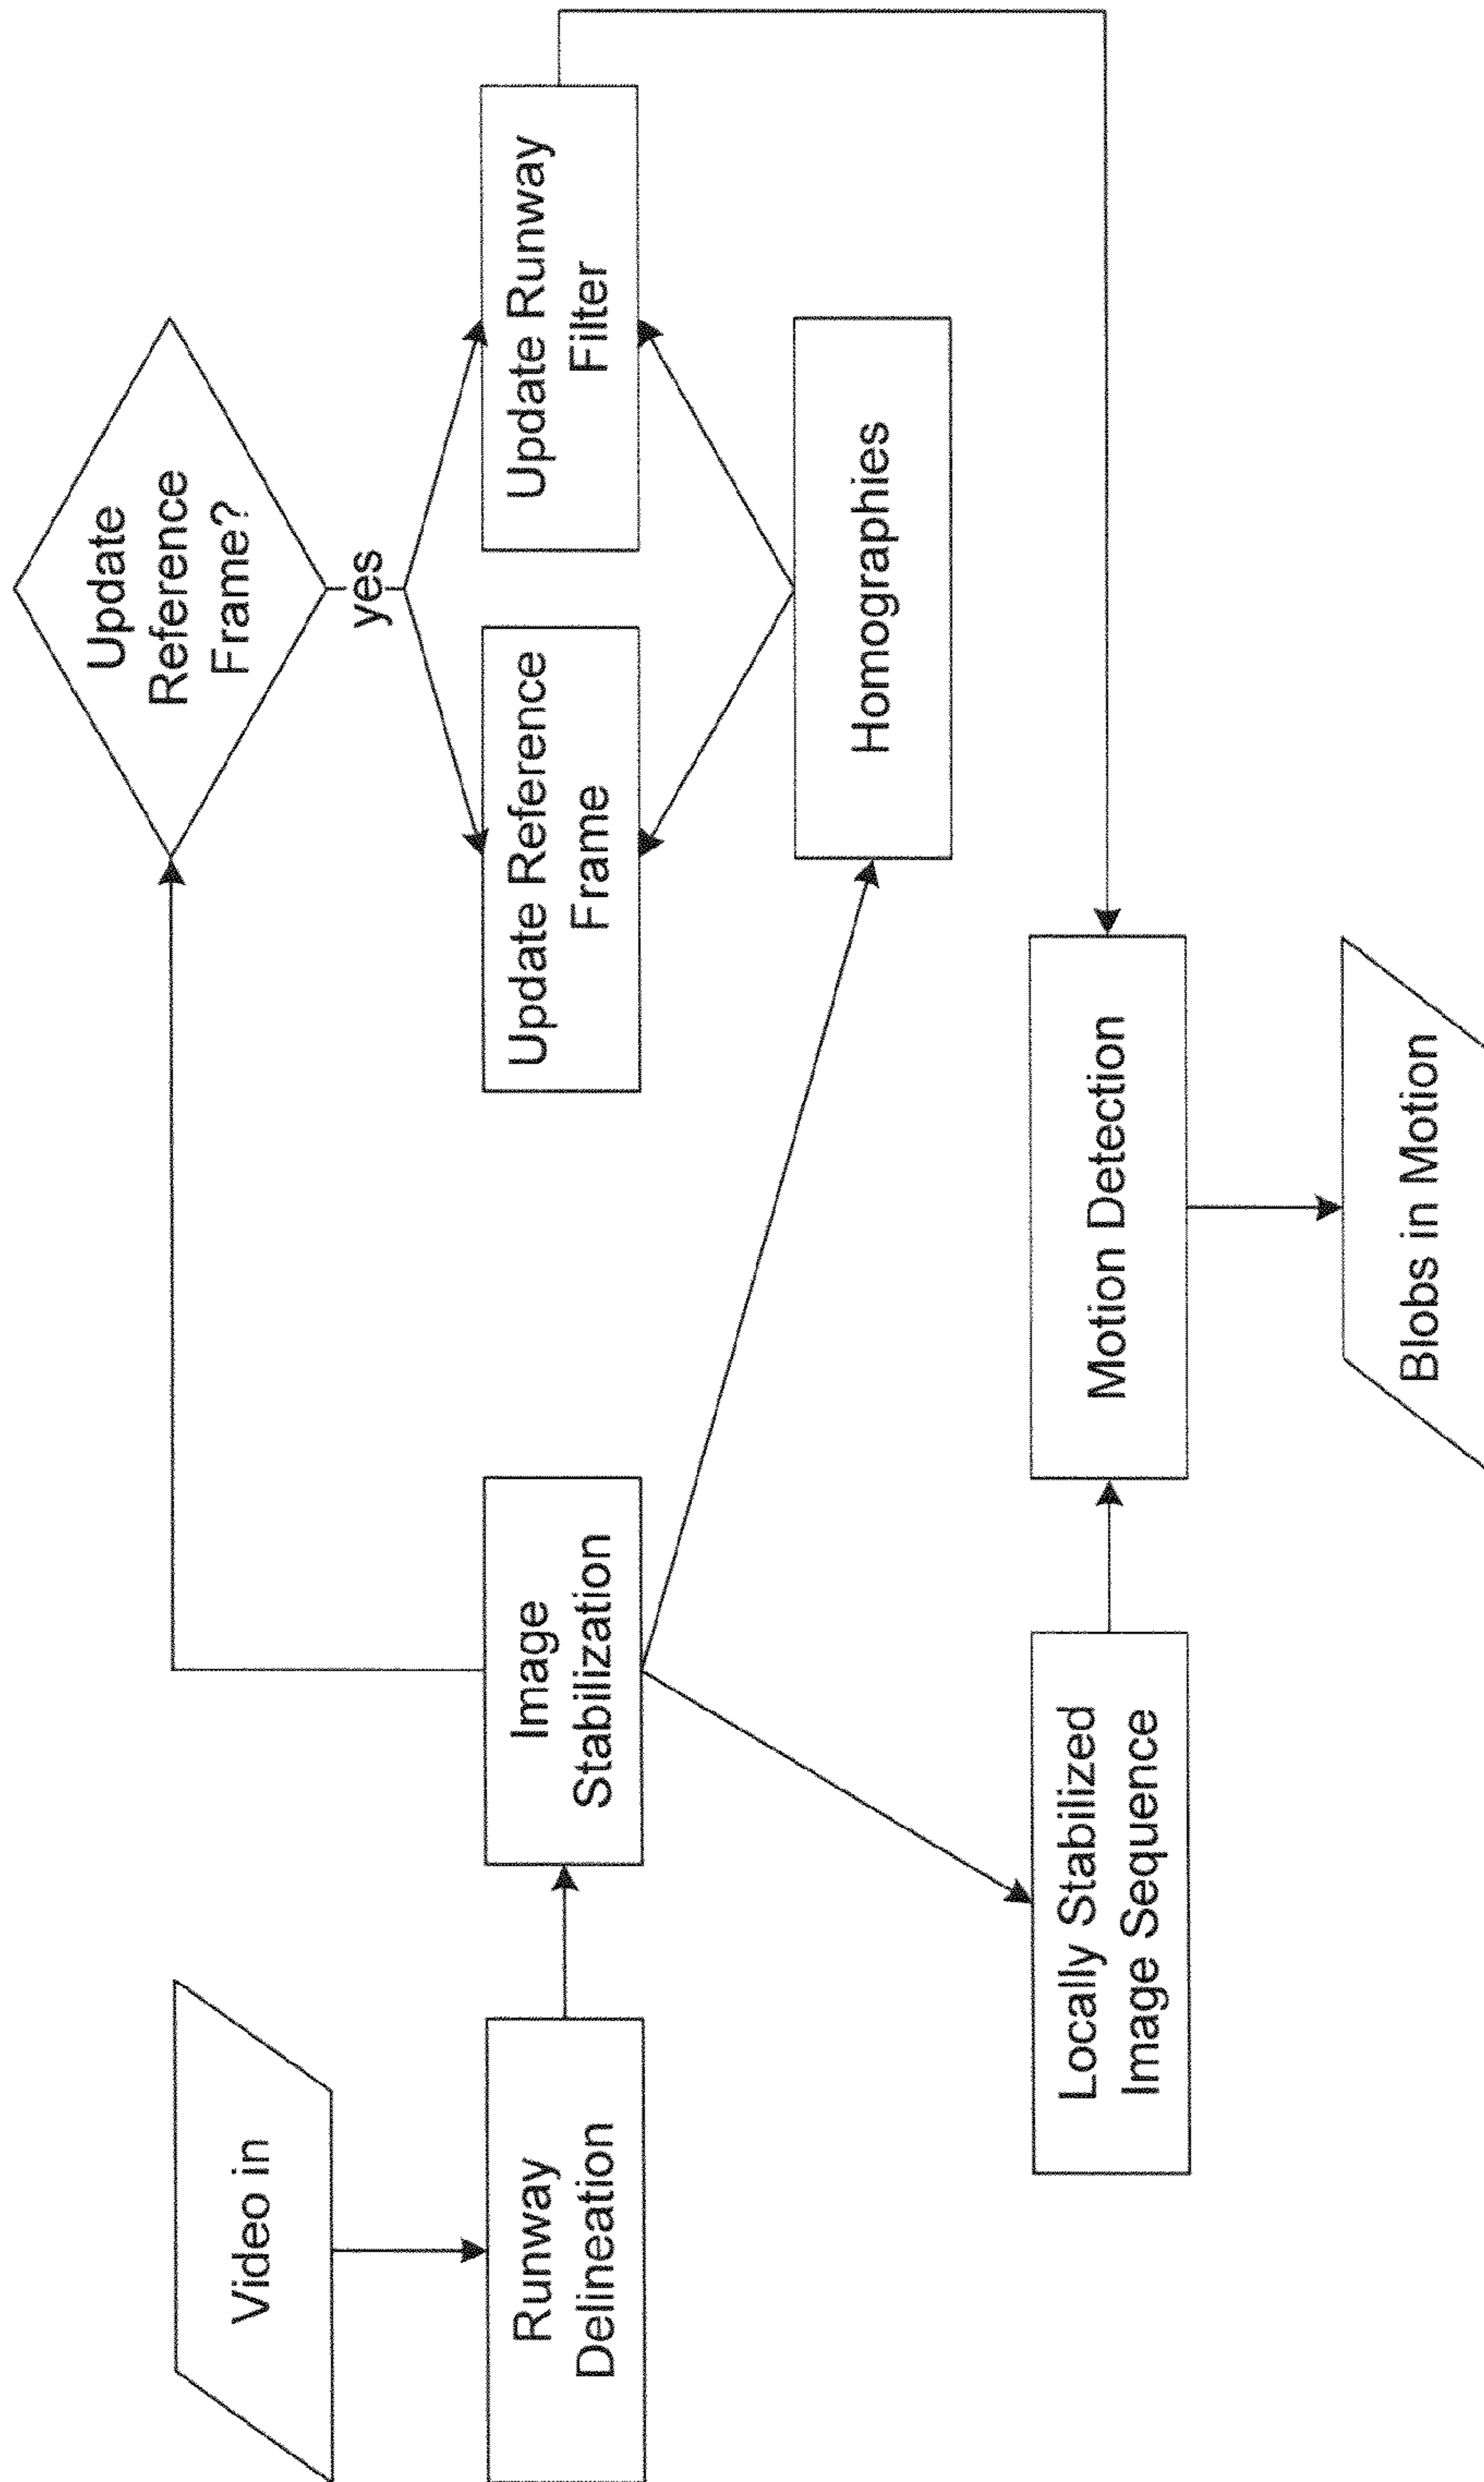 Video in
Runway
Delineation
Image
Stabilization
Update
Reference
Frame?
yes
Update Reference
Frame
Update Runway
Filter
Homographies
Locally Stabilized
Image Sequence
Motion Detection
Blobs in Motion